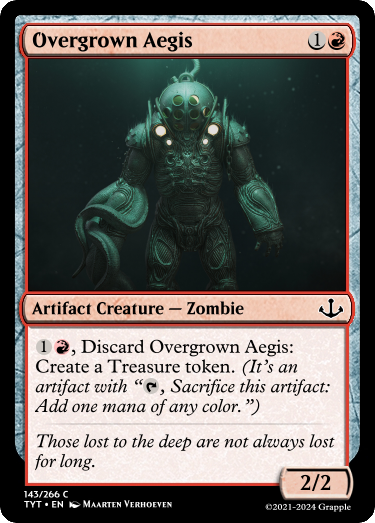 Overgrown Aegis 1
Artifact Creature — Zombie
1, Discard Overgrown Aegis:
Create a Treasure token. (It's an
artifact with “, Sacrifice this artifact:
Add one mana of any color.”)
Those lost to the deep are not always lost
for long.
2/2
143/266 C
TYT • EN Maarten Verhoeven
©2021-2024 Grapple